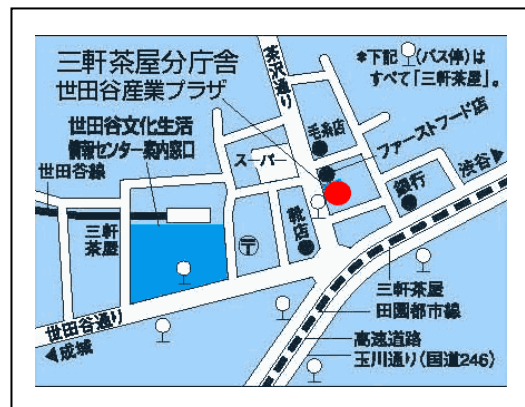 三軒茶屋分庁舎
世田谷産業プラザ
茶沢通り
*下記（バス停）は
すべて「三軒茶屋」。
毛糸店
ファーストフード店
世田谷文化生活
情報センター案内窓口
スーパー
世田谷線
渋谷
銀行
三軒
茶屋
靴店
〒
世田谷通り
成城
三軒茶屋
田園都市線
高速道路
玉川通り（国道246）